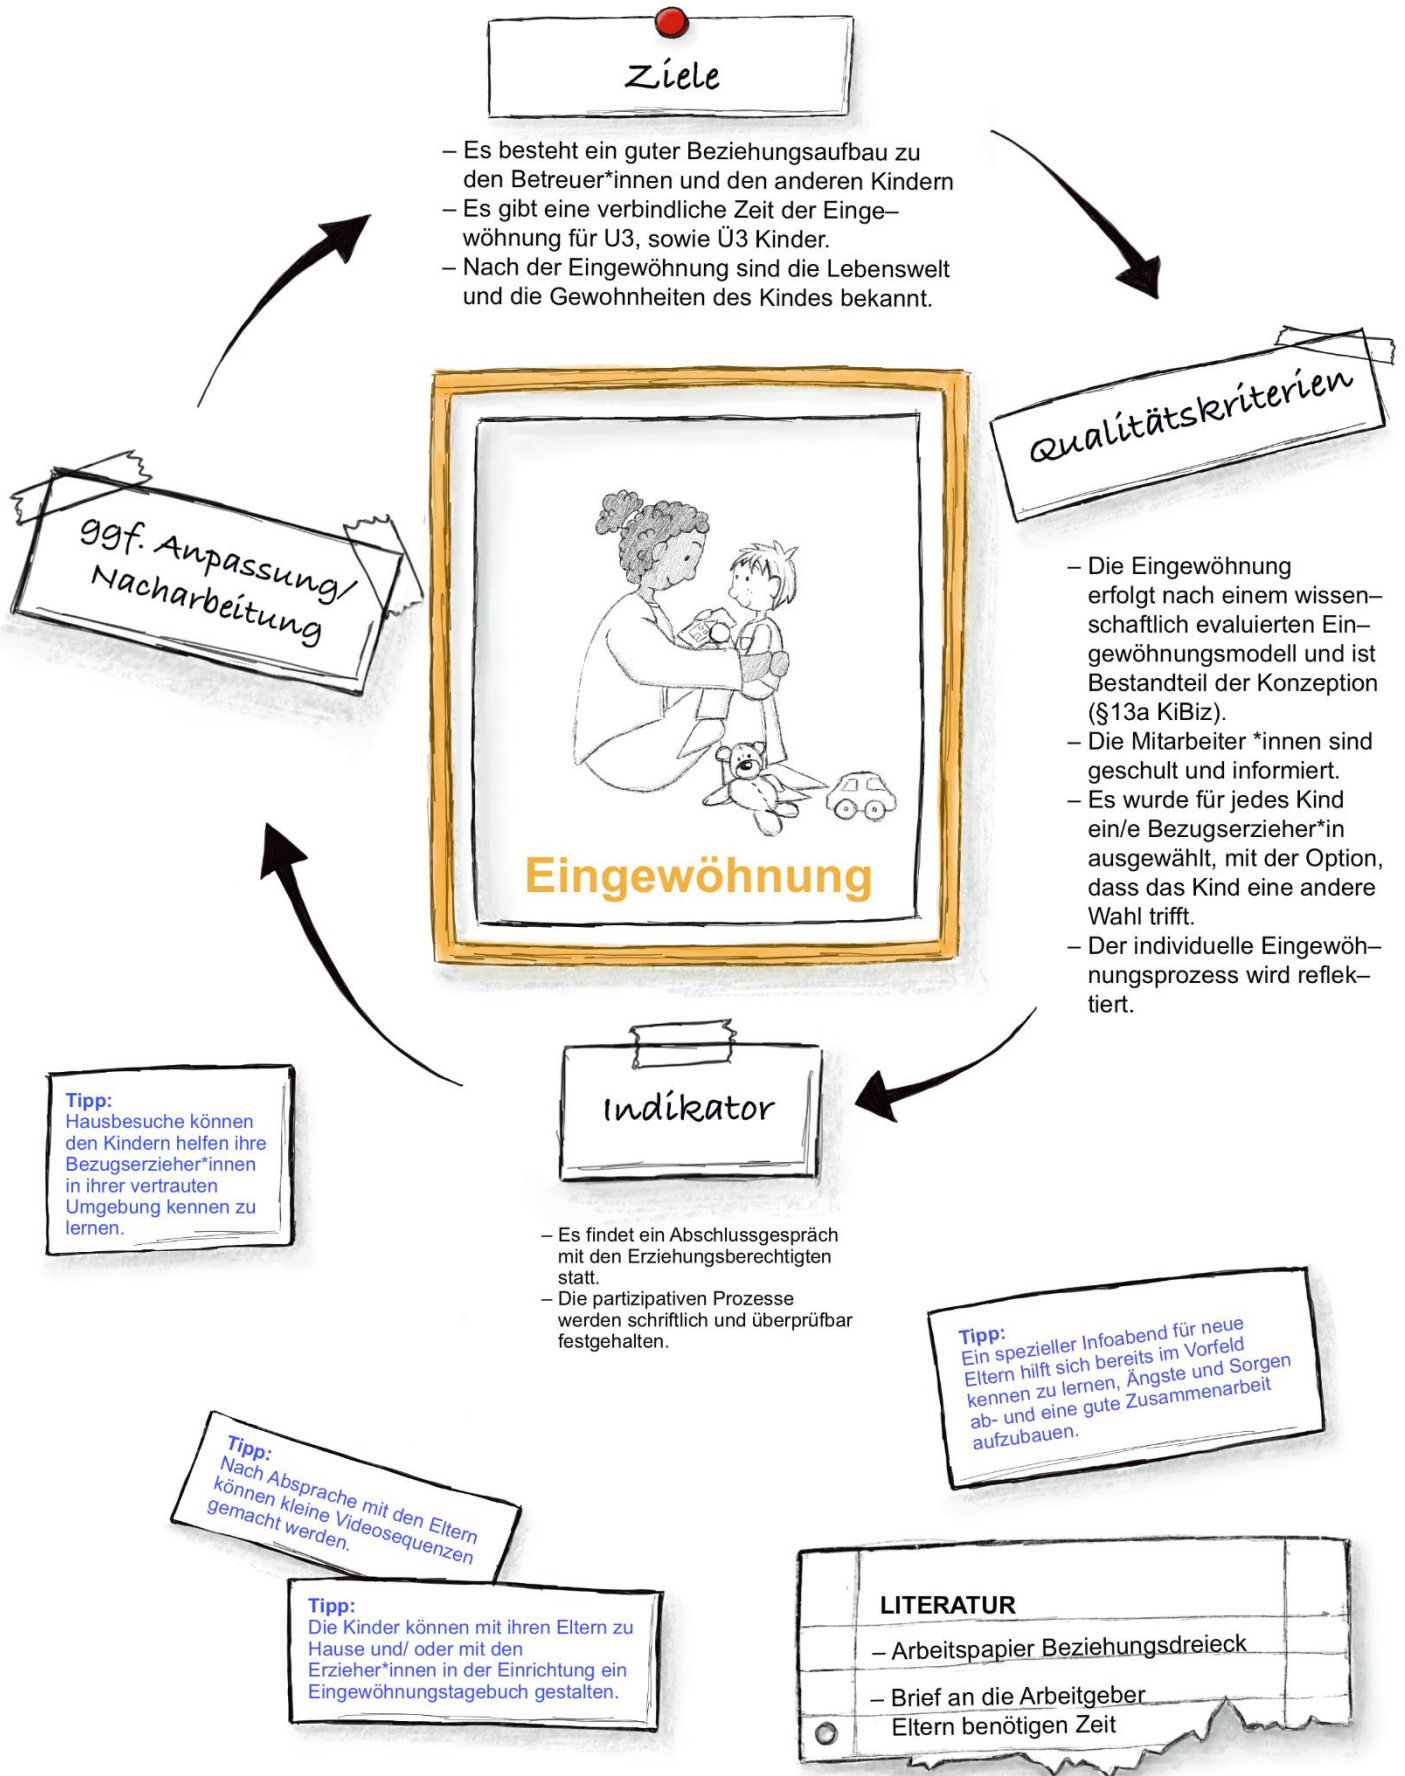 Ziele
– Es besteht ein guter Beziehungsaufbau zu
den Betreuer*innen und den anderen Kindern
– Es gibt eine verbindliche Zeit der Einge–
wöhnung für U3, sowie Ü3 Kinder.
– Nach der Eingewöhnung sind die Lebenswelt
und die Gewohnheiten des Kindes bekannt.
Qualitätskriterien
– Die Eingewöhnung
erfolgt nach einem wissen–
schaftlich evaluierten Ein–
gewöhnungsmodell und ist
Bestandteil der Konzeption
(§13a KiBiz).
– Die Mitarbeiter *innen sind
geschult und informiert.
– Es wurde für jedes Kind
ein/e Bezugserzieher*in
ausgewählt, mit der Option,
dass das Kind eine andere
Wahl trifft.
– Der individuelle Eingewöh–
nungsprozess wird reflek–
tiert.
Eingewöhnung
Indikator
– Es findet ein Abschlussgespräch
mit den Erziehungsberechtigten
statt.
– Die partizipativen Prozesse
werden schriftlich und überprüfbar
festgehalten.
ggf. Anpassung/
Nacharbeitung
Tipp:
Hausbesuche können
den Kindern helfen ihre
Bezugserzieher*innen
in ihrer vertrauten
Umgebung kennen zu
lernen.
Tipp:
Ein spezieller Infoabend für neue
Eltern hilft sich bereits im Vorfeld
kennen zu lernen, Ängste und Sorgen
ab- und eine gute Zusammenarbeit
aufzubauen.
Tipp:
Nach Absprache mit den Eltern
können kleine Videosequenzen
gemacht werden.
Tipp:
Die Kinder können mit ihren Eltern zu
Hause und/ oder mit den
Erzieher*innen in der Einrichtung ein
Eingewöhnungstagebuch gestalten.
LITERATUR
– Arbeitspapier Beziehungsdreieck
– Brief an die Arbeitgeber
Eltern benötigen Zeit